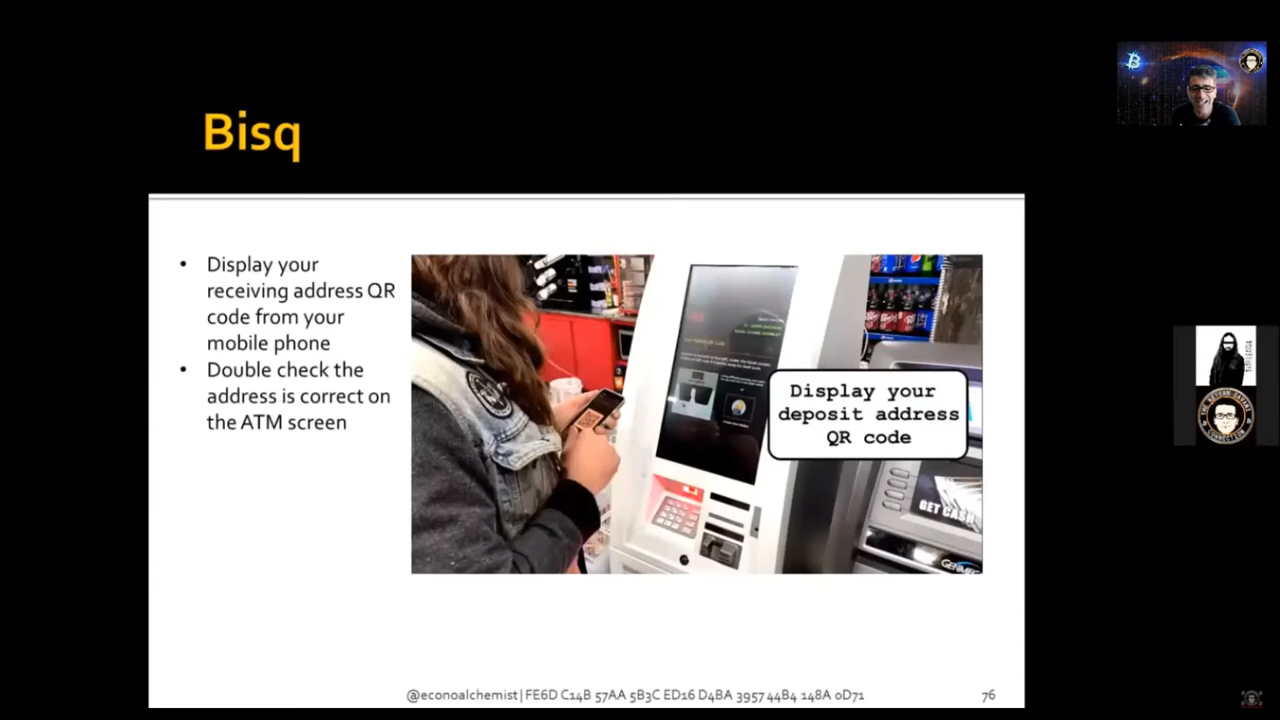 Bisq
• Display your
receiving address QR
code from your
mobile phone
• Double check the
address is correct on
the ATM screen
Display your
deposit address
QR code
GET CASH
@econoalchemist| FE6D C14B 57AA 5B3C ED16 D4BA 3957 44B4 148A 0D71
76